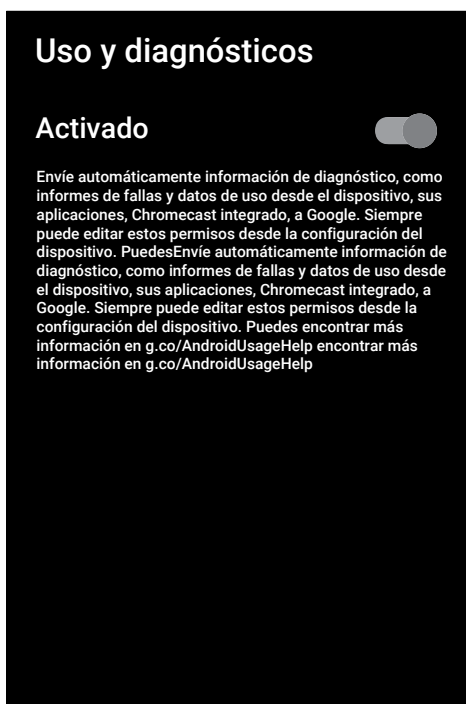 Uso y diagnósticos
Activado
Envíe automáticamente información de diagnóstico, como
informes de fallas y datos de uso desde el dispositivo, sus
aplicaciones, Chromecast integrado, a Google. Siempre
puede editar estos permisos desde la configuración del
dispositivo. PuedesEnvíe automáticamente información de
diagnóstico, como informes de fallas y datos de uso desde
el dispositivo, sus aplicaciones, Chromecast integrado, a
Google. Siempre puede editar estos permisos desde la
configuración del dispositivo. Puedes encontrar más
información en g.co/AndroidUsageHelp encontrar más
información en g.co/AndroidUsageHelp